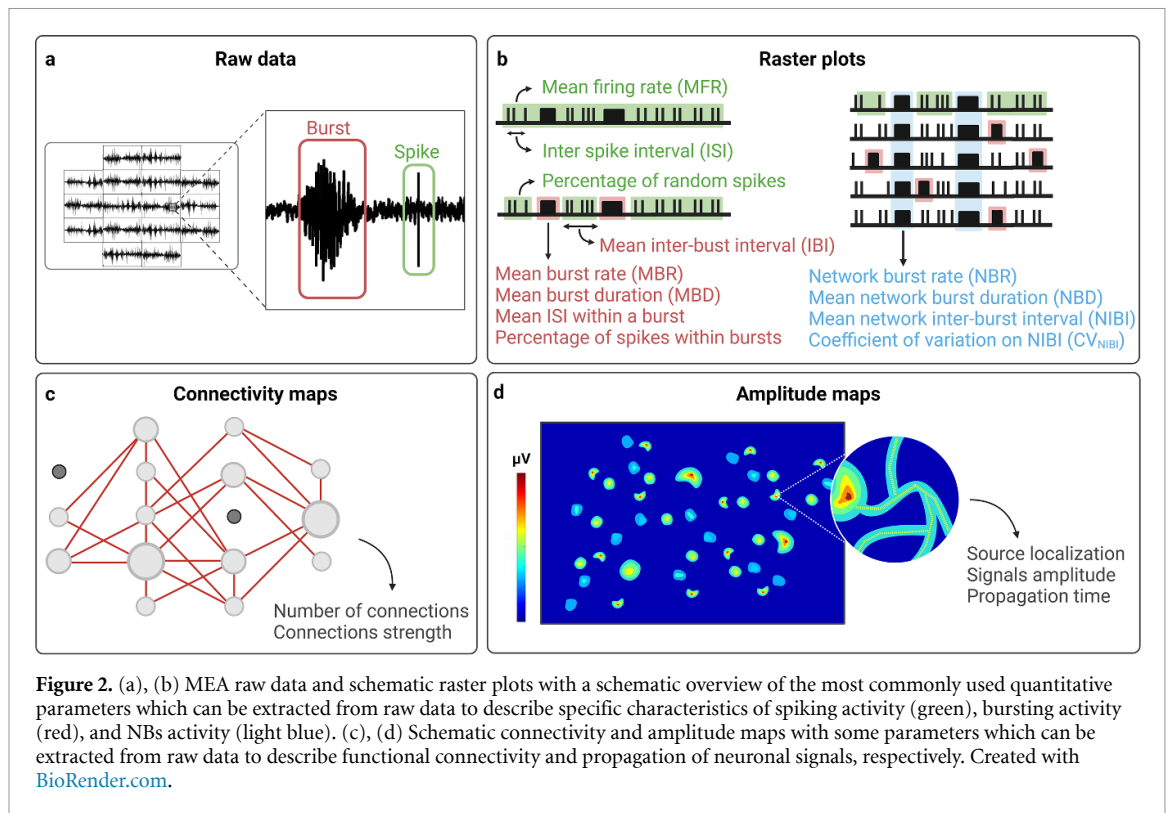 a
Raw data
Burst
Spike
b
Raster plots
Mean firing rate (MFR)
Inter spike interval (ISI)
Percentage of random spikes
Mean inter-bust interval (IBI)
Mean burst rate (MBR)
Mean burst duration (MBD)
Mean ISI within a burst
Percentage of spikes within bursts
Network burst rate (NBR)
Mean network burst duration (NBD)
Mean network inter-burst interval (NIBI)
Coefficient of variation on NIBI (CVNIBI)
c
Connectivity maps
Number of connections
Connections strength
d
Amplitude maps
µV
Source localization
Signals amplitude
Propagation time
Figure 2. (a), (b) MEA raw data and schematic raster plots with a schematic overview of the most commonly used quantitative
parameters which can be extracted from raw data to describe specific characteristics of spiking activity (green), bursting activity
(red), and NBs activity (light blue). (c), (d) Schematic connectivity and amplitude maps with some parameters which can be
extracted from raw data to describe functional connectivity and propagation of neuronal signals, respectively. Created with
BioRender.com.